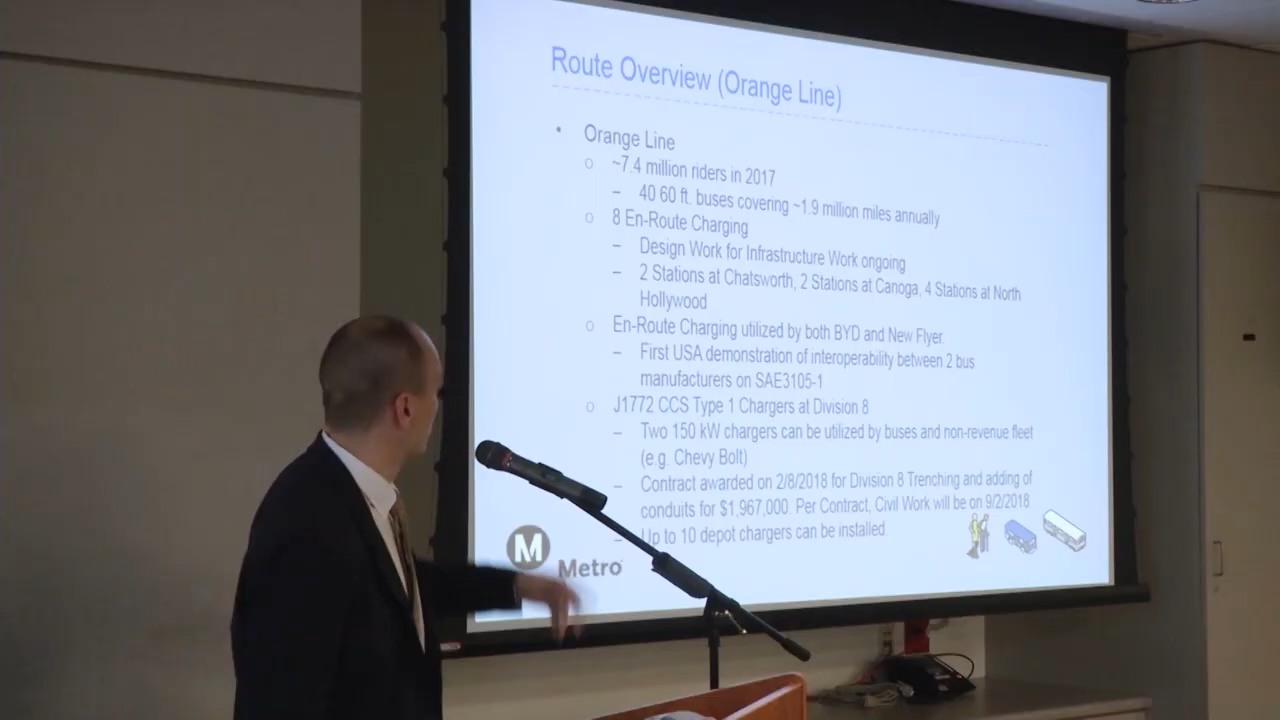 Route Overview (Orange Line)
• Orange Line
o ~7.4 million riders in 2017
– 40 60 ft. buses covering ~1.9 million miles annually
o 8 En-Route Charging
– Design Work for Infrastructure Work ongoing
– 2 Stations at Chatsworth, 2 Stations at Canoga, 4 Stations at North
Hollywood
o En-Route Charging utilized by both BYD and New Flyer.
– First USA demonstration of interoperability between 2 bus
manufacturers on SAE3105-1
o J1772 CCS Type 1 Chargers at Division 8
– Two 150 kW chargers can be utilized by buses and non-revenue fleet
(e.g. Chevy Bolt)
– Contract awarded on 2/8/2018 for Division 8 Trenching and adding of
conduits for $1,967,000. Per Contract, Civil Work will be on 9/2/2018
– Up to 10 depot chargers can be installed.
M
Metro